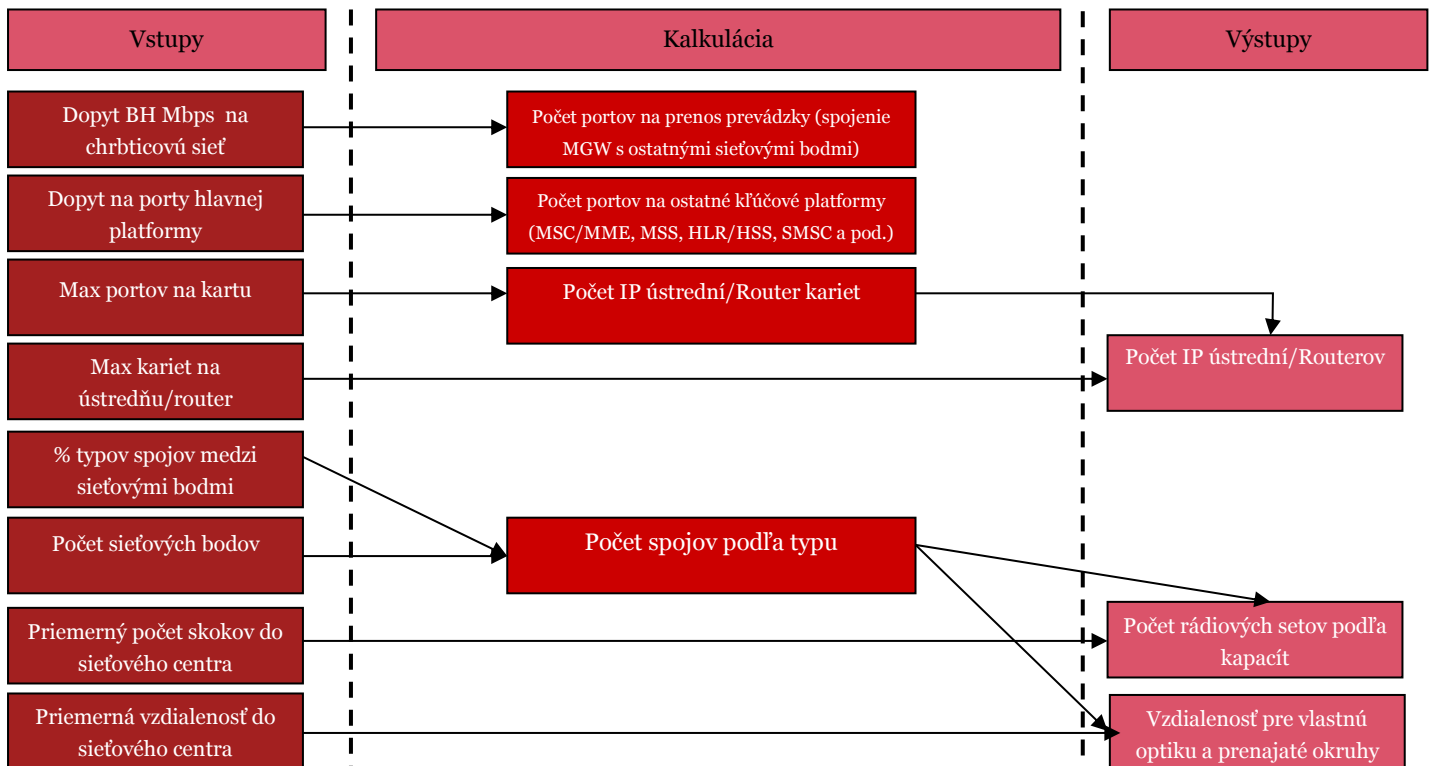 Vstupy
Kalkulácia
Výstupy
Dopyt BH Mbps na
chrbticovú sieť
Počet portov na prenos prevádzky (spojenie
MGW s ostatnými sieťovými bodmi)
Dopyt na porty hlavnej
platformy
Počet portov na ostatné kľúčové platformy
(MSC/MME, MSS, HLR/HSS, SMSC a pod.)
Max portov na kartu
Počet IP ústrední/Router kariet
Max kariet na
ústredňu/router
Počet IP ústrední/Routerov
% typov spojov medzi
sieťovými bodmi
Počet sieťových bodov
Počet spojov podľa typu
Priemerný počet skokov do
sieťového centra
Počet rádiových setov podľa
kapacít
Priemerná vzdialenosť do
sieťového centra
Vzdialenosť pre vlastnú
optiku a prenajaté okruhy